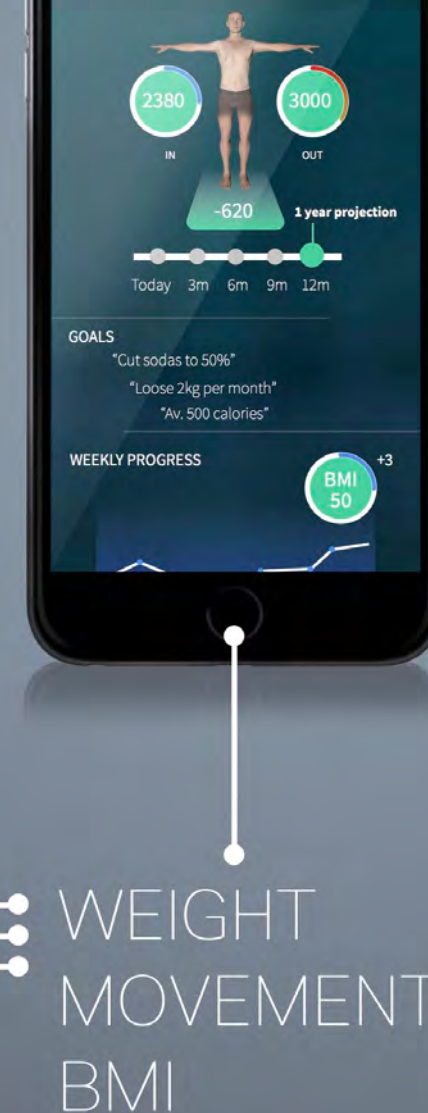 2380
3000
IN
OUT
-620
1 year projection
Today 3m 6m 9m 12m
GOALS
"Cut sodas to 50%"
"Loose 2kg per month"
"Av. 500 calories"
WEEKLY PROGRESS
+3
BMI
50
WEIGHT
MOVEMENT
BMI